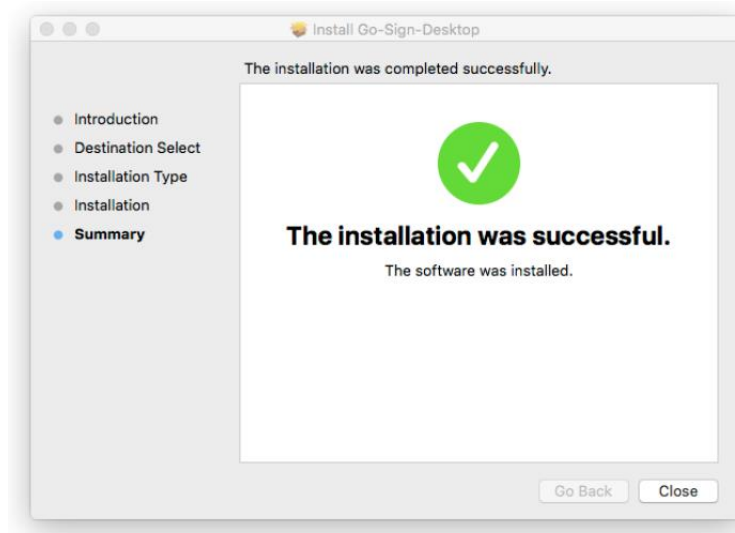 Install Go-Sign-Desktop
The installation was completed successfully.
Introduction
Destination Select
Installation Type
Installation
Summary
The installation was successful.
The software was installed.
Go Back
Close